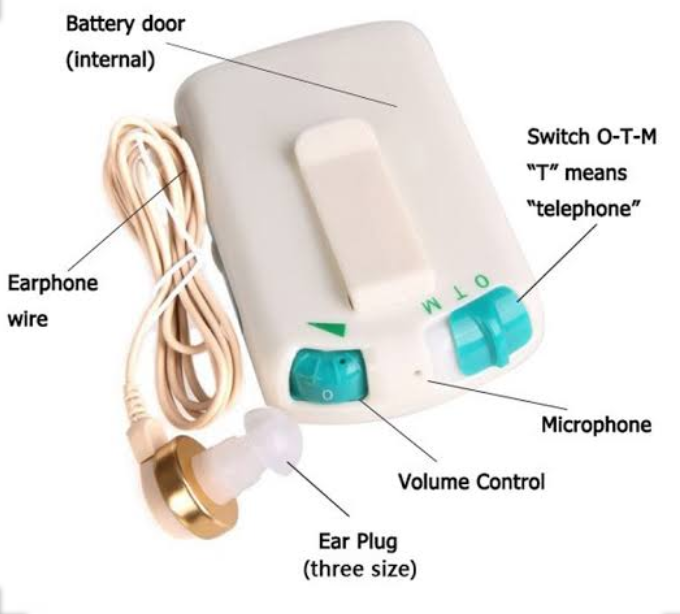 Battery door
(internal)
Switch O-T-M
“T” means
“telephone”
Earphone
wire
O T M
O
Microphone
Volume Control
Ear Plug
(three size)